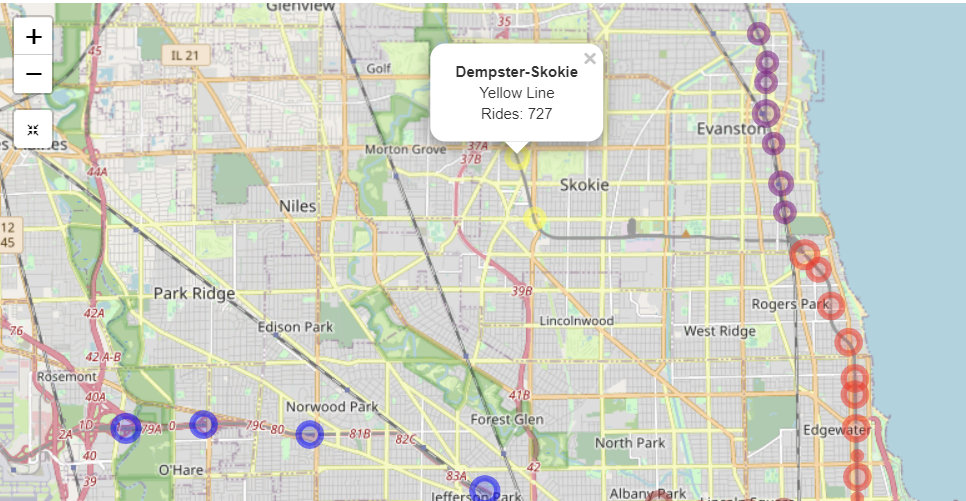 Glenview
+
−
45
IL 21
35
Golf
×
Dempster-Skokie
Yellow Line
Rides: 727
Evanston
Morton Grove
37A
37B
44A
Skokie
Niles
12
45
Park Ridge
39B
Rogers Park
42A
Lincolnwood
76
Edison Park
West Ridge
42 A-B
Rosemont
40A
41B
Norwood Park
Forest Glen
1D
79A
0
79C
80
81B
2A
82C
Edgewater
North Park
40
O'Hare
42
83A
39
Jefferson Park
Albany Park